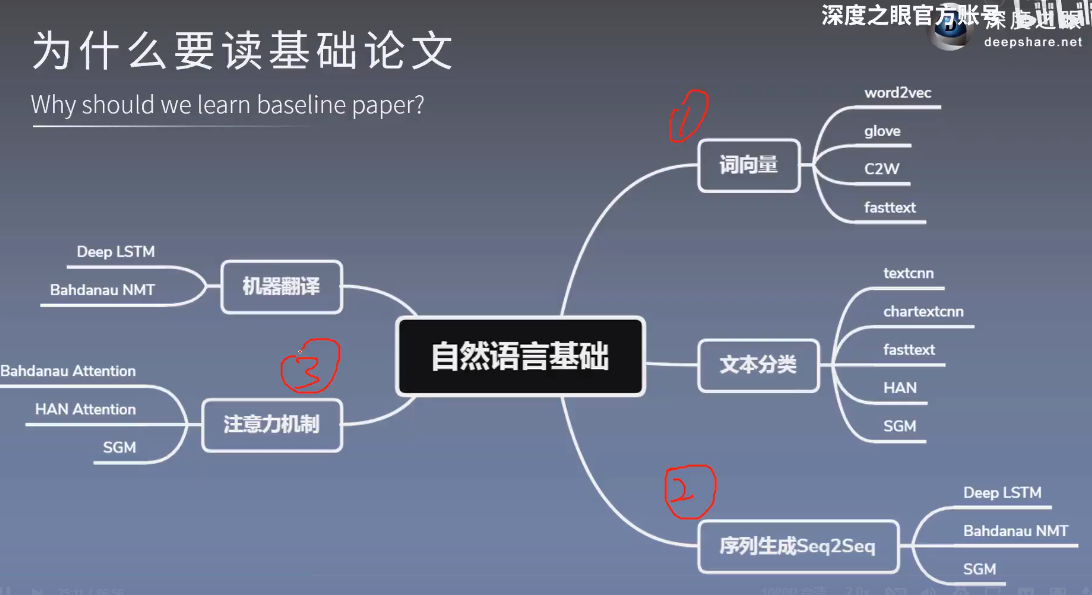 深度之眼官方账号
深度之眼
deepshare.net
为什么要读基础论文
Why should we learn baseline paper?
自然语言基础
①
词向量
word2vec
glove
C2W
fasttext
文本分类
textcnn
chartextcnn
fasttext
HAN
SGM
②
序列生成Seq2Seq
Deep LSTM
Bahdanau NMT
SGM
机器翻译
Deep LSTM
Bahdanau NMT
③
注意力机制
Bahdanau Attention
HAN Attention
SGM